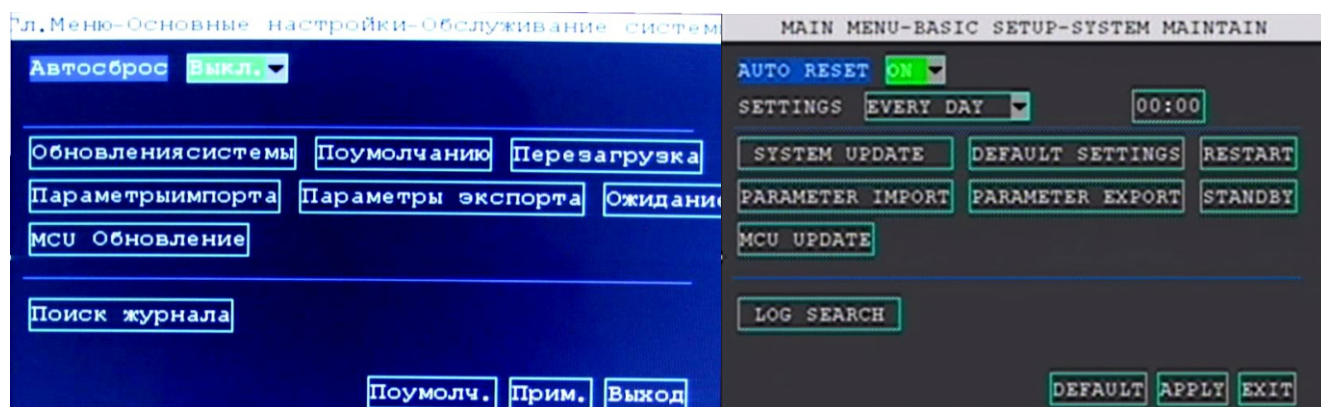 Гл.Меню-Основные настройки-Обслуживание систем
Автосброс Выкл.
Обновлениясистемы Поумолчанию Перезагрузка
Параметрыимпорта Параметры экспорта Ожидание
MCU Обновление
Поиск журнала
Поумолч. Прим. Выход
MAIN MENU-BASIC SETUP-SYSTEM MAINTAIN
AUTO RESET ON
SETTINGS EVERY DAY 00:00
SYSTEM UPDATE DEFAULT SETTINGS RESTART
PARAMETER IMPORT PARAMETER EXPORT STANDBY
MCU UPDATE
LOG SEARCH
DEFAULT APPLY EXIT